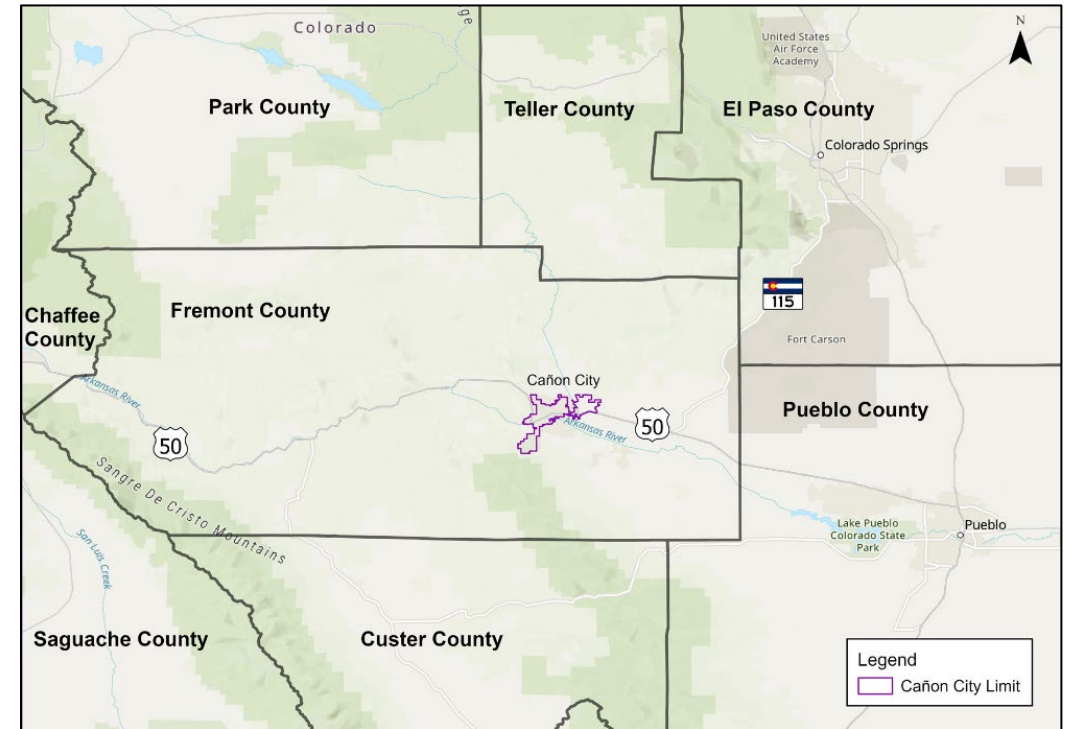 Colorado
ge
N
United States
Air Force
Academy
Park County
Teller County
El Paso County
Colorado Springs
115
Fort Carson
Chaffee
County
Fremont County
Arkansas River
50
Cañon City
Arkansas River
50
Pueblo County
Sangre De Cristo Mountains
San Luis Creek
Lake Pueblo
Colorado State
Park
Pueblo
Saguache County
Custer County
Legend
Cañon City Limit